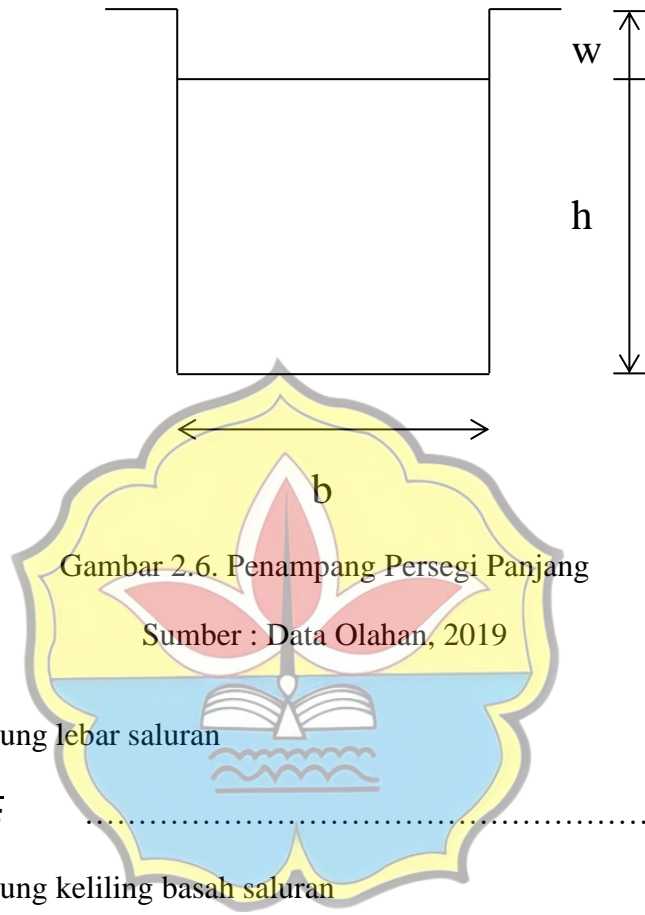 w
h
b
Gambar 2.6. Penampang Persegi Panjang
Sumber : Data Olahan, 2019
ung lebar saluran
……………………………………………
ung keliling basah saluran